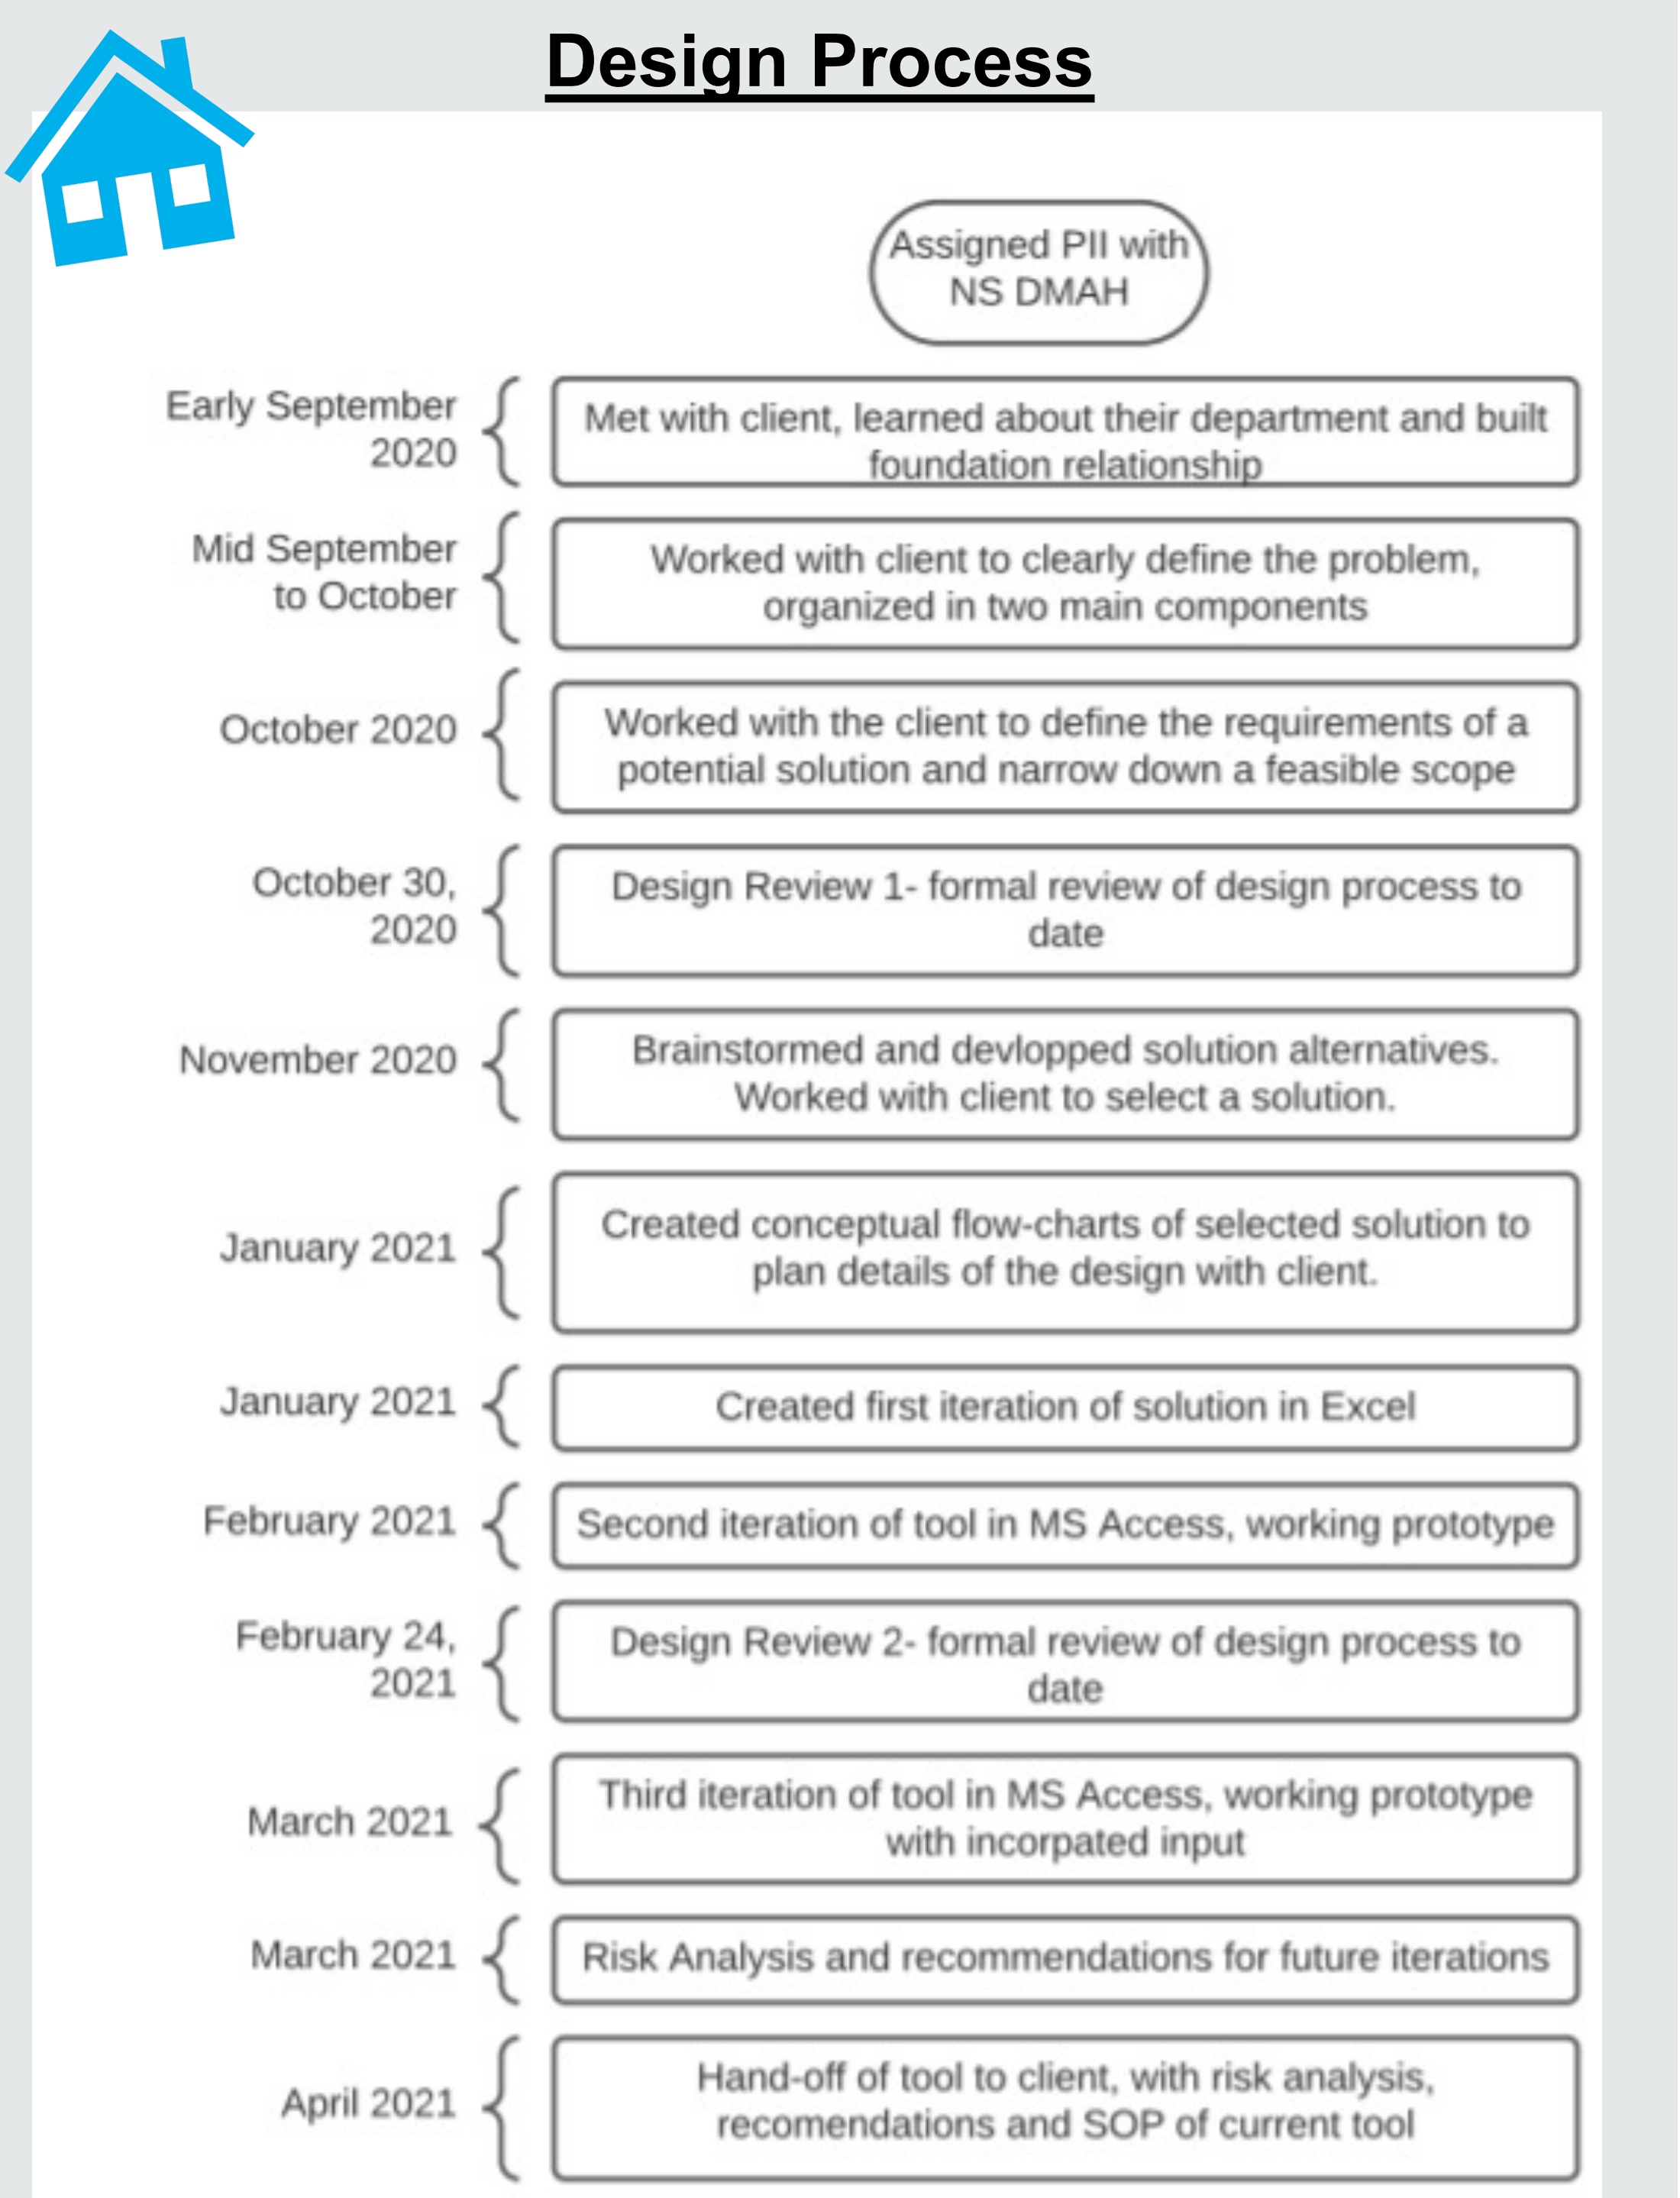 Design Process
Assigned PII with
NS DMAH
Early September
2020
Met with client, learned about their department and built
foundation relationship
Mid September
to October
Worked with client to clearly define the problem,
organized in two main components
October 2020
Worked with the client to define the requirements of a
potential solution and narrow down a feasible scope
October 30,
2020
Design Review 1- formal review of design process to
date
November 2020
Brainstormed and devlopped solution alternatives.
Worked with client to select a solution.
January 2021
Created conceptual flow-charts of selected solution to
plan details of the design with client.
January 2021
Created first iteration of solution in Excel
February 2021
Second iteration of tool in MS Access, working prototype
February 24,
2021
Design Review 2- formal review of design process to
date
March 2021
Third iteration of tool in MS Access, working prototype
with incorpated input
March 2021
Risk Analysis and recommendations for future iterations
April 2021
Hand-off of tool to client, with risk analysis,
recomendations and SOP of current tool